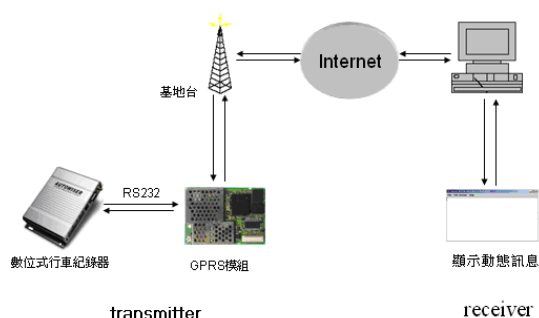 基地台
Internet
RS232
AUTOMISER
數位式行車紀錄器
GPRS模組
顯示動態訊息
transmitter
receiver